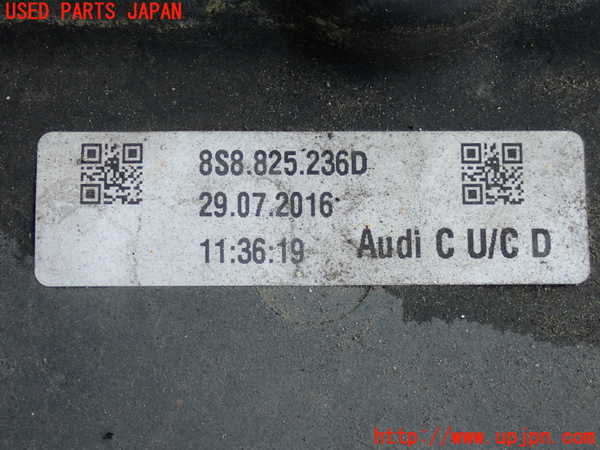 USED PARTS JAPAN
8S8.825.236D
29.07.2016
11:36:19 Audi C U/C D
http://www.upjpn.com